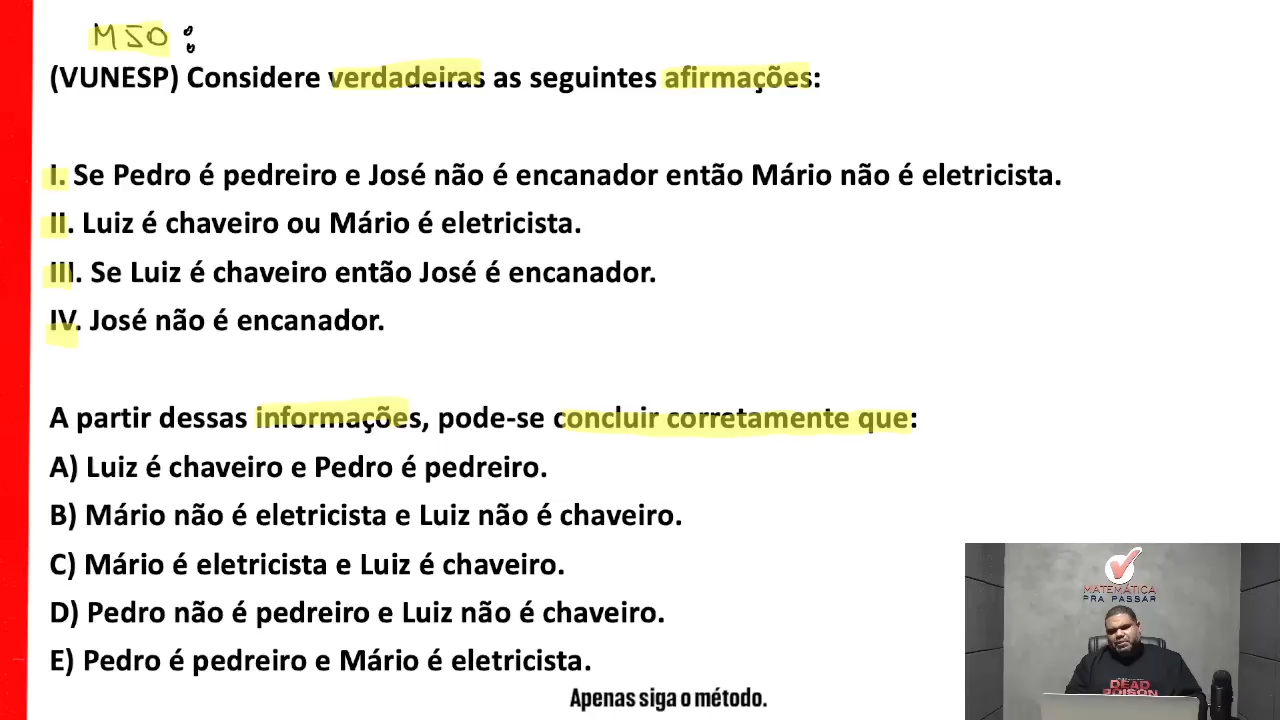 MSO:
(VUNESP) Considere verdadeiras as seguintes afirmações:
I. Se Pedro é pedreiro e José não é encanador então Mário não é eletricista.
II. Luiz é chaveiro ou Mário é eletricista.
III. Se Luiz é chaveiro então José é encanador.
IV. José não é encanador.
A partir dessas informações, pode-se concluir corretamente que:
A) Luiz é chaveiro e Pedro é pedreiro.
B) Mário não é eletricista e Luiz não é chaveiro.
C) Mário é eletricista e Luiz é chaveiro.
D) Pedro não é pedreiro e Luiz não é chaveiro.
E) Pedro é pedreiro e Mário é eletricista.
MATEMÁTICA
PRA PASSAR
DEAD
POISON
Apenas siga o método.